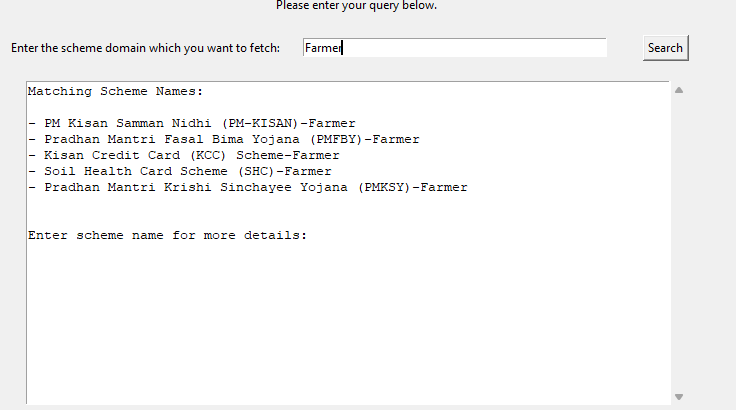 Please enter your query below.
Enter the scheme domain which you want to fetch: Farmer Search
Matching Scheme Names:
- PM Kisan Samman Nidhi (PM-KISAN)-Farmer
- Pradhan Mantri Fasal Bima Yojana (PMFBY)-Farmer
- Kisan Credit Card (KCC) Scheme-Farmer
- Soil Health Card Scheme (SHC)-Farmer
- Pradhan Mantri Krishi Sinchayee Yojana (PMKSY)-Farmer
Enter scheme name for more details: